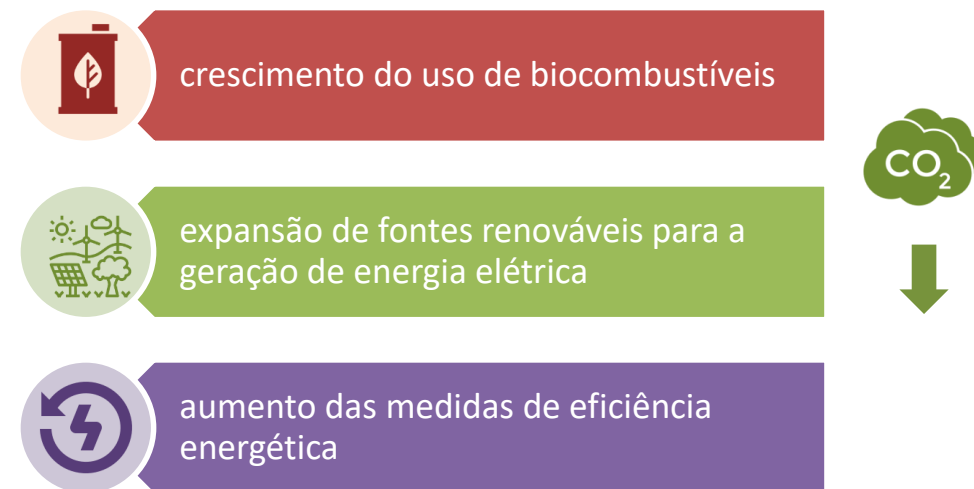 crescimento do uso de biocombustíveis
CO₂
expansão de fontes renováveis para a
geração de energia elétrica
aumento das medidas de eficiência
energética